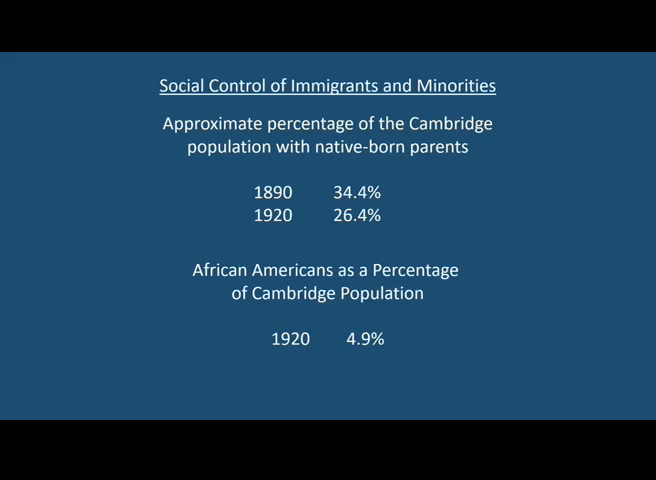 Social Control of Immigrants and Minorities
Approximate percentage of the Cambridge
population with native-born parents
1890 34.4%
1920 26.4%
African Americans as a Percentage
of Cambridge Population
1920 4.9%